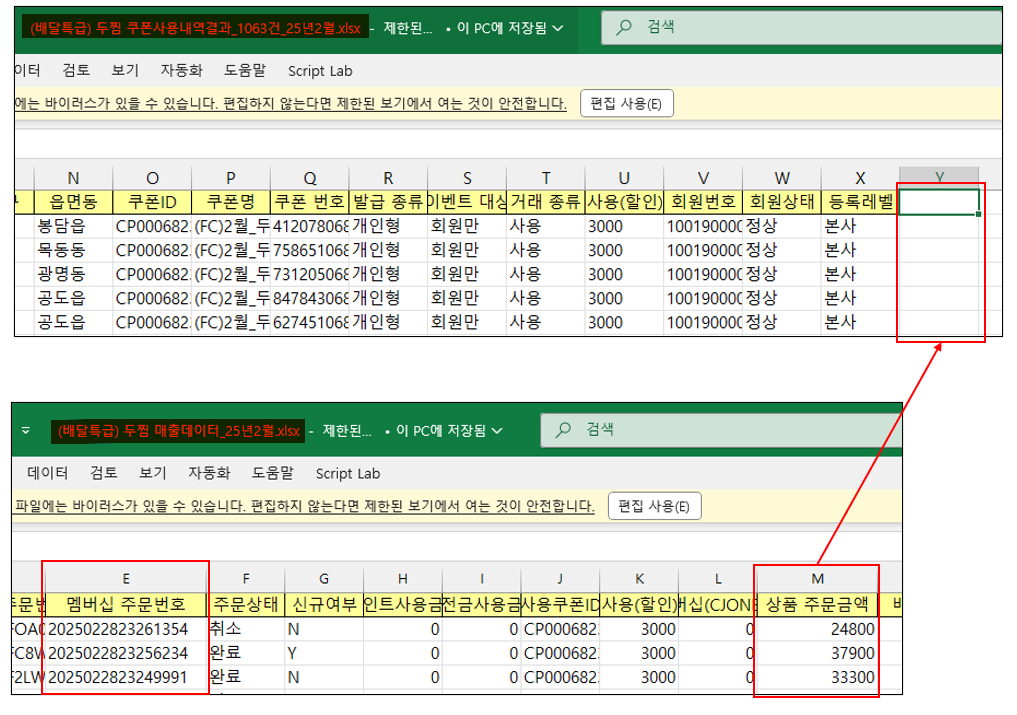 (배달특급) 두찜 쿠폰사용내역결과_1063건_25년2월.xlsx - 제한된... • 이 PC에 저장됨 검색
이터 검토 보기 자동화 도움말 Script Lab
에는 바이러스가 있을 수 있습니다. 편집하지 않는다면 제한된 보기에서 여는 것이 안전합니다. 편집 사용(E)
N O P Q R S T U V W X Y
읍면동 쿠폰ID 쿠폰명 쿠폰 번호 발급 종류 이벤트 대상 거래 종류 사용(할인) 회원번호 회원상태 등록레벨
봉담읍 CP000682 (FC)2월_두 412078068 개인형 회원만 사용 3000 100190000 정상 본사
목동동 CP000682 (FC)2월_두 758651068 개인형 회원만 사용 3000 100190000 정상 본사
광명동 CP000682 (FC)2월_두 731205068 개인형 회원만 사용 3000 100190000 정상 본사
공도읍 CP000682 (FC)2월_두 847843068 개인형 회원만 사용 3000 100190000 정상 본사
공도읍 CP000682 (FC)2월_두 627451068 개인형 회원만 사용 3000 100190000 정상 본사
(배달특급) 두찜 매출데이터_25년2월.xlsx - 제한된... • 이 PC에 저장됨 검색
데이터 검토 보기 자동화 도움말 Script Lab
파일에는 바이러스가 있을 수 있습니다. 편집하지 않는다면 제한된 보기에서 여는 것이 안전합니다. 편집 사용(E)
E F G H I J K L M
멤버십 주문번호 주문상태 신규여부 인트사용금 전금사용금 사용쿠폰ID 사용(할인) 버십(CJONE 상품 주문금액
FOA0 2025022823261354 취소 N 0 0 CP000682 3000 0 24800
FC8W 2025022823256234 완료 Y 0 0 CP000682 3000 0 37900
F2LW 2025022823249991 완료 N 0 0 CP000682 3000 0 33300